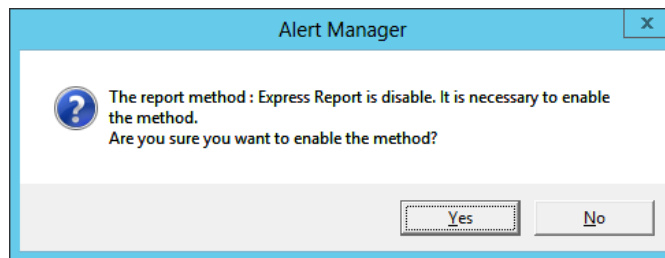 Alert Manager
x
The report method : Express Report is disable. It is necessary to enable
the method.
Are you sure you want to enable the method?
Yes
No